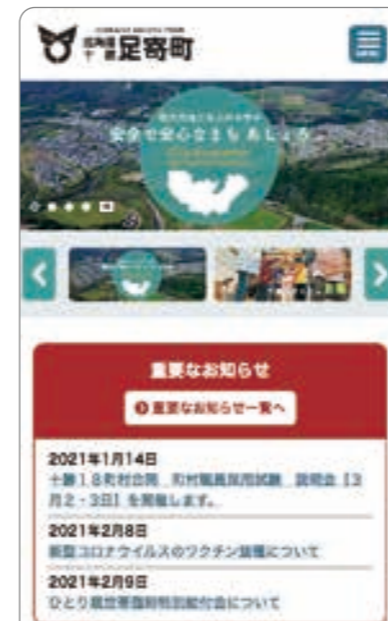 北海道
十勝 足寄町
安全で安心なまち あしょろ
重要なお知らせ
重要なお知らせ一覧へ
2021年1月14日
十勝18町村合同 町村職員採用試験 説明会【3
月2・3日】を開催します。
2021年2月8日
新型コロナウイルスのワクチン接種について
2021年2月9日
ひとり親世帯臨時特別給付金について